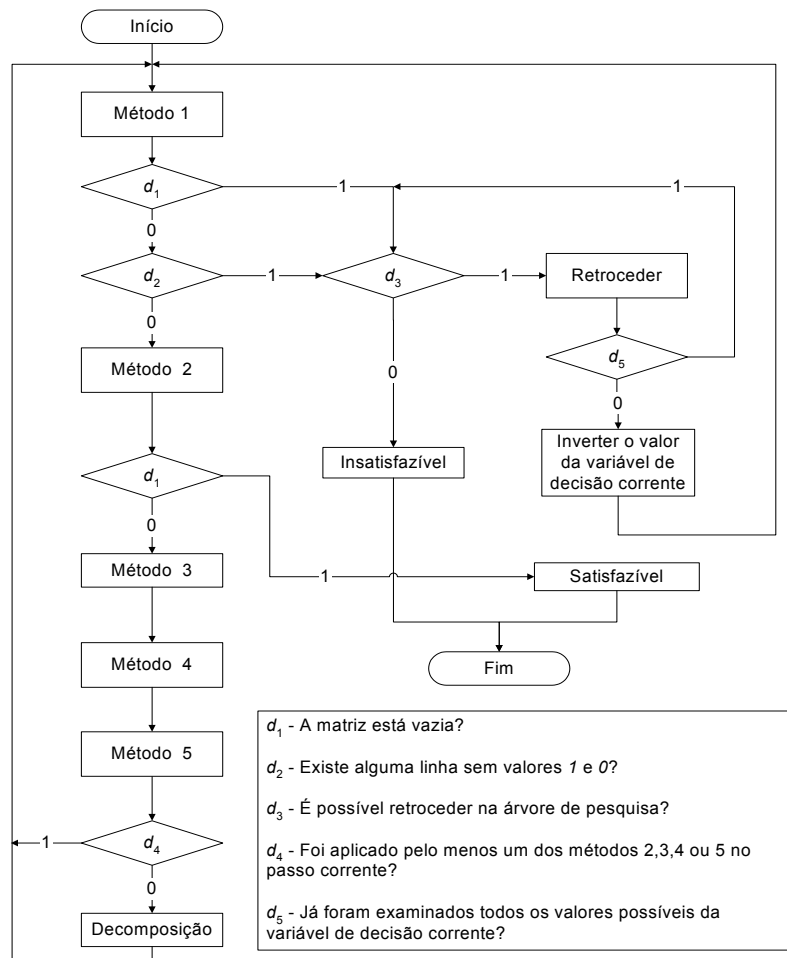 Início
Método 1
d1
1
1
0
d2
1
d3
1
Retroceder
0
Método 2
d5
0
0
Inverter o valor
da variável de
decisão corrente
d1
Insatisfazível
0
Método 3
1
Satisfazível
Método 4
Fim
Método 5
d1 - A matriz está vazia?
d2 - Existe alguma linha sem valores 1 e 0?
d3 - É possível retroceder na árvore de pesquisa?
1
d4
d4 - Foi aplicado pelo menos um dos métodos 2,3,4 ou 5 no
passo corrente?
0
Decomposição
d5 - Já foram examinados todos os valores possíveis da
variável de decisão corrente?